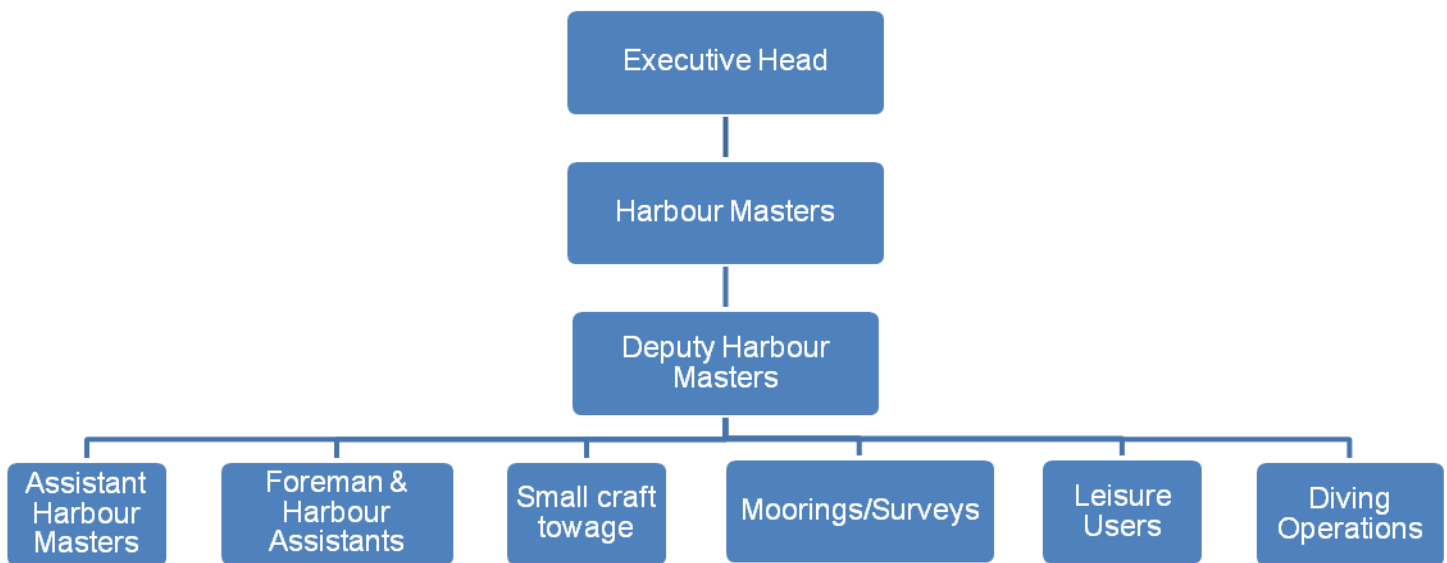 Executive Head
Harbour Masters
Deputy Harbour
Masters
Assistant
Harbour
Masters
Foreman &
Harbour
Assistants
Small craft
towage
Moorings/Surveys
Leisure
Users
Diving
Operations